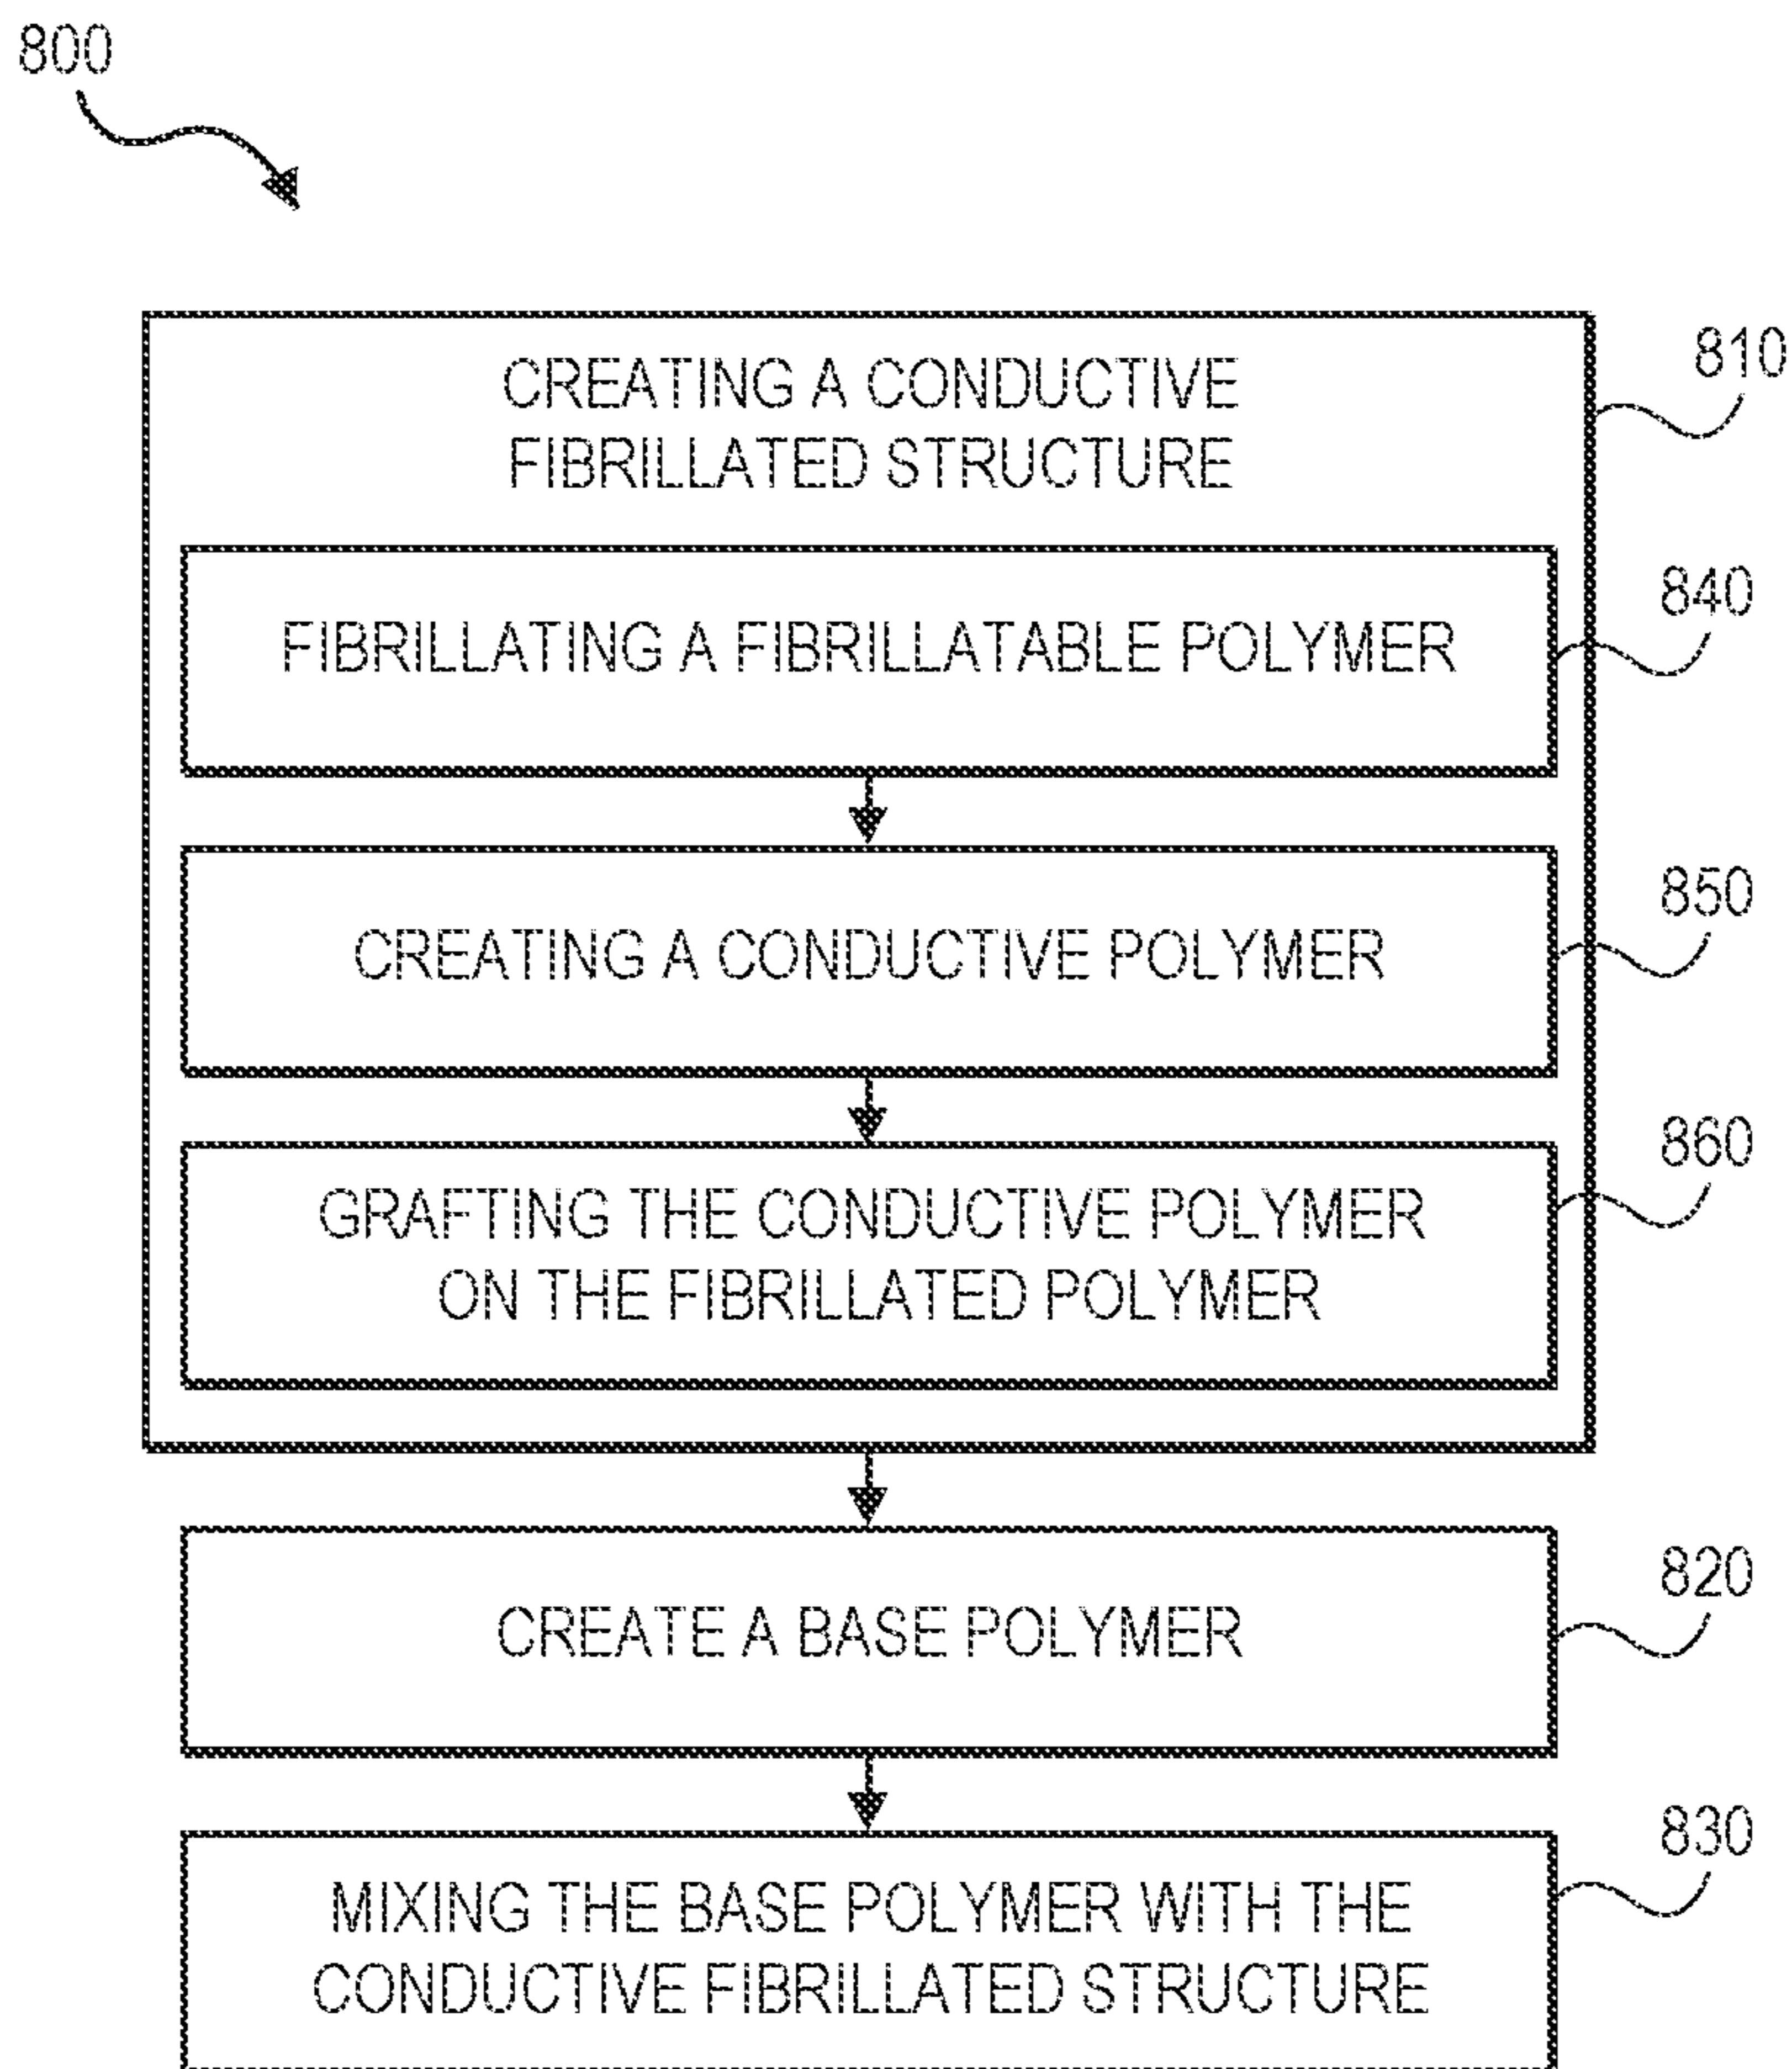 800
CREATING A CONDUCTIVE
FIBRILLATED STRUCTURE
810
FIBRILLATING A FIBRILLATABLE POLYMER
840
CREATING A CONDUCTIVE POLYMER
850
GRAFTING THE CONDUCTIVE POLYMER
ON THE FIBRILLATED POLYMER
860
CREATE A BASE POLYMER
820
MIXING THE BASE POLYMER WITH THE
CONDUCTIVE FIBRILLATED STRUCTURE
830